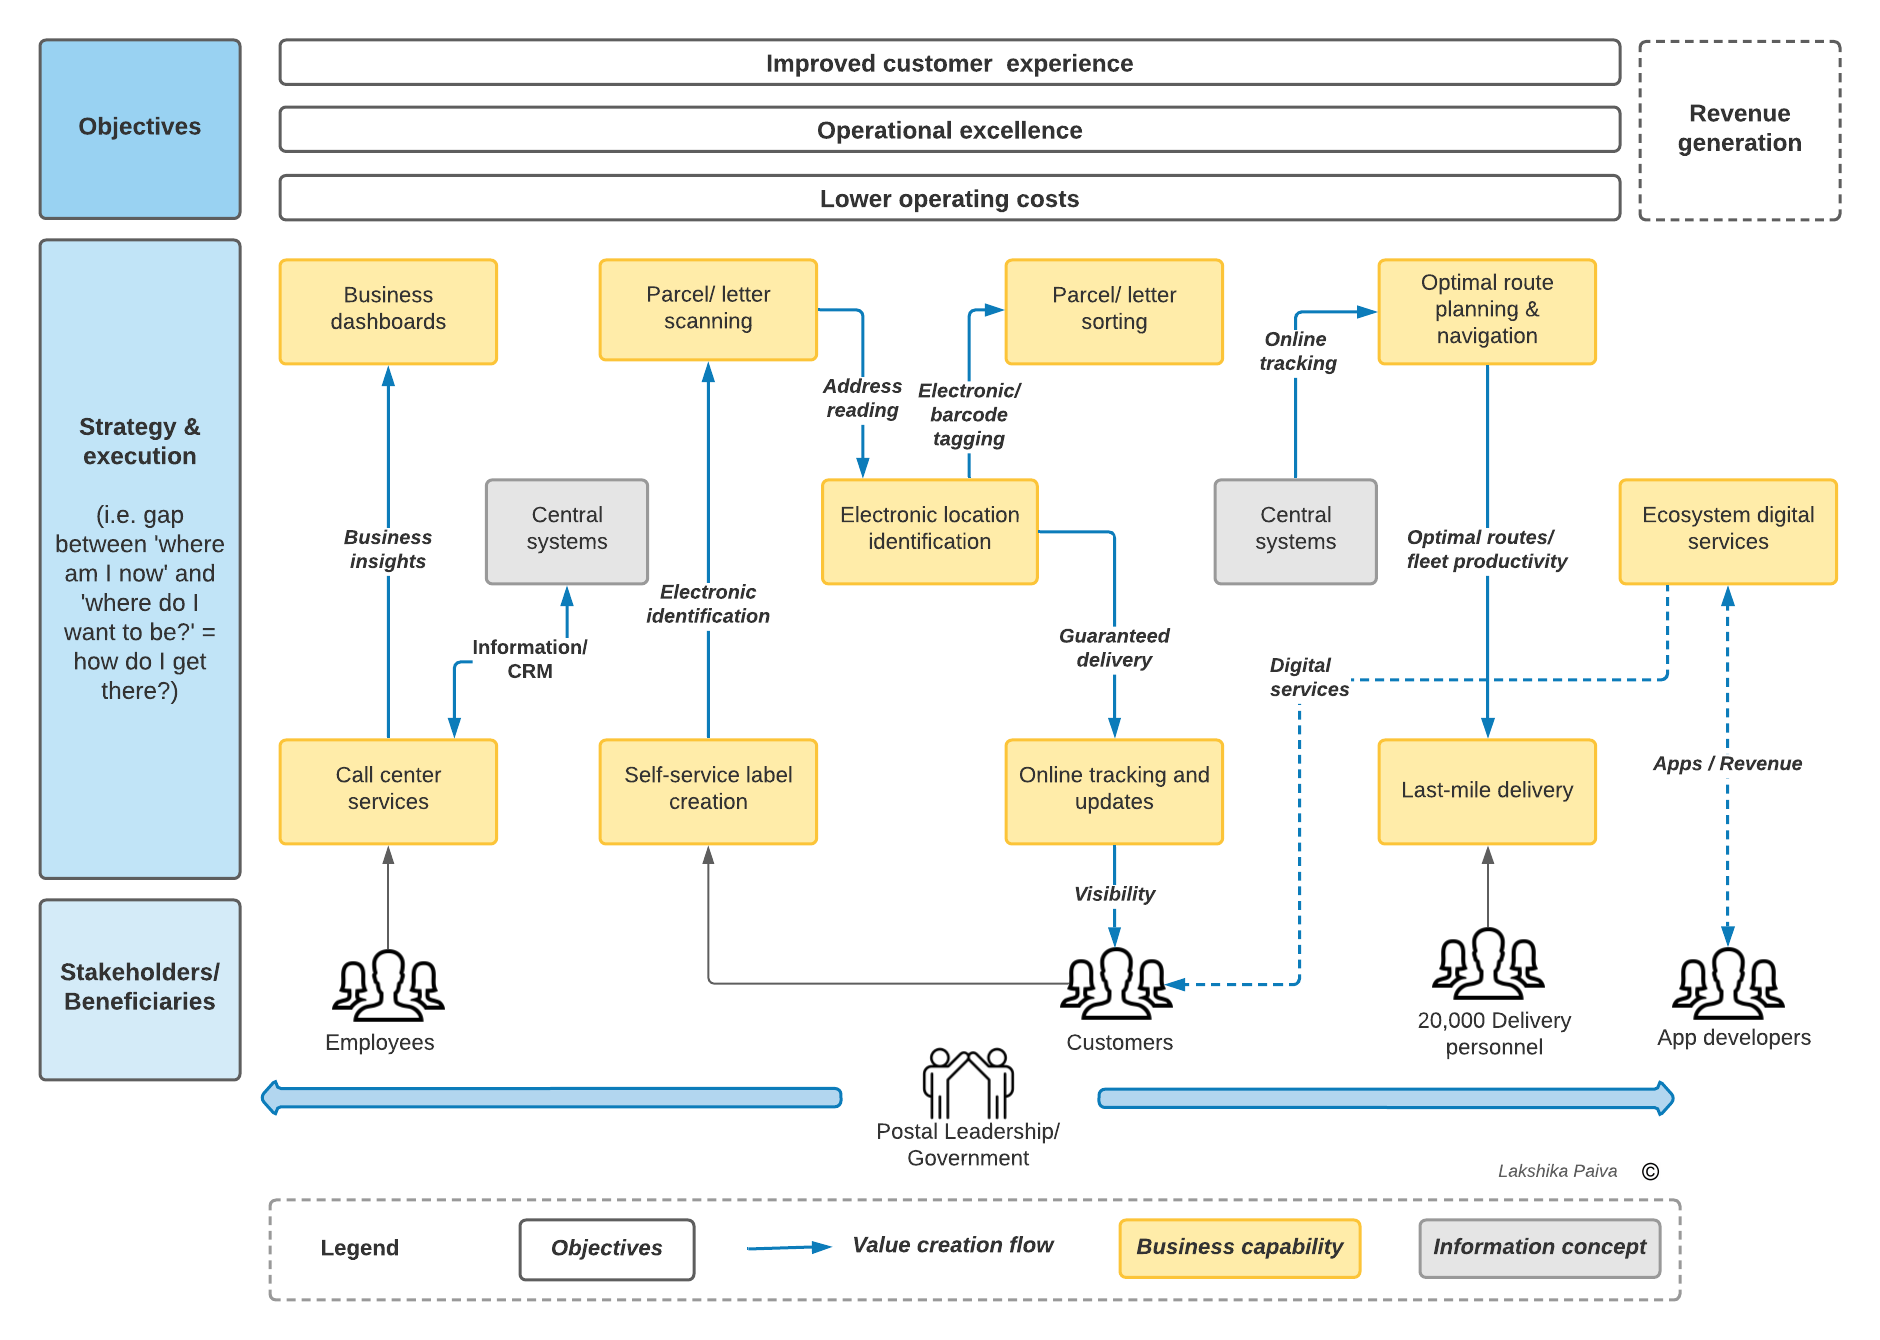 Objectives
Improved customer  experience
Operational excellence
Lower operating costs
Revenue
generation
Strategy &
execution
(i.e. gap
between 'where
am I now' and
'where do I
want to be?' =
how do I get
there?)
Business
dashboards
Parcel/ letter
scanning
Parcel/ letter
sorting
Optimal route
planning &
navigation
Address
reading
Electronic/
barcode
tagging
Online
tracking
Business
insights
Central
systems
Electronic
identification
Electronic location
identification
Central
systems
Optimal routes/
fleet productivity
Ecosystem digital
services
Information/
CRM
Guaranteed
delivery
Digital
services
Apps / Revenue
Call center
services
Self-service label
creation
Online tracking and
updates
Last-mile delivery
Visibility
Stakeholders/
Beneficiaries
Employees
Customers
20,000 Delivery
personnel
App developers
Postal Leadership/
Government
Lakshika Paiva ©
Legend
Objectives
Value creation flow
Business capability
Information concept